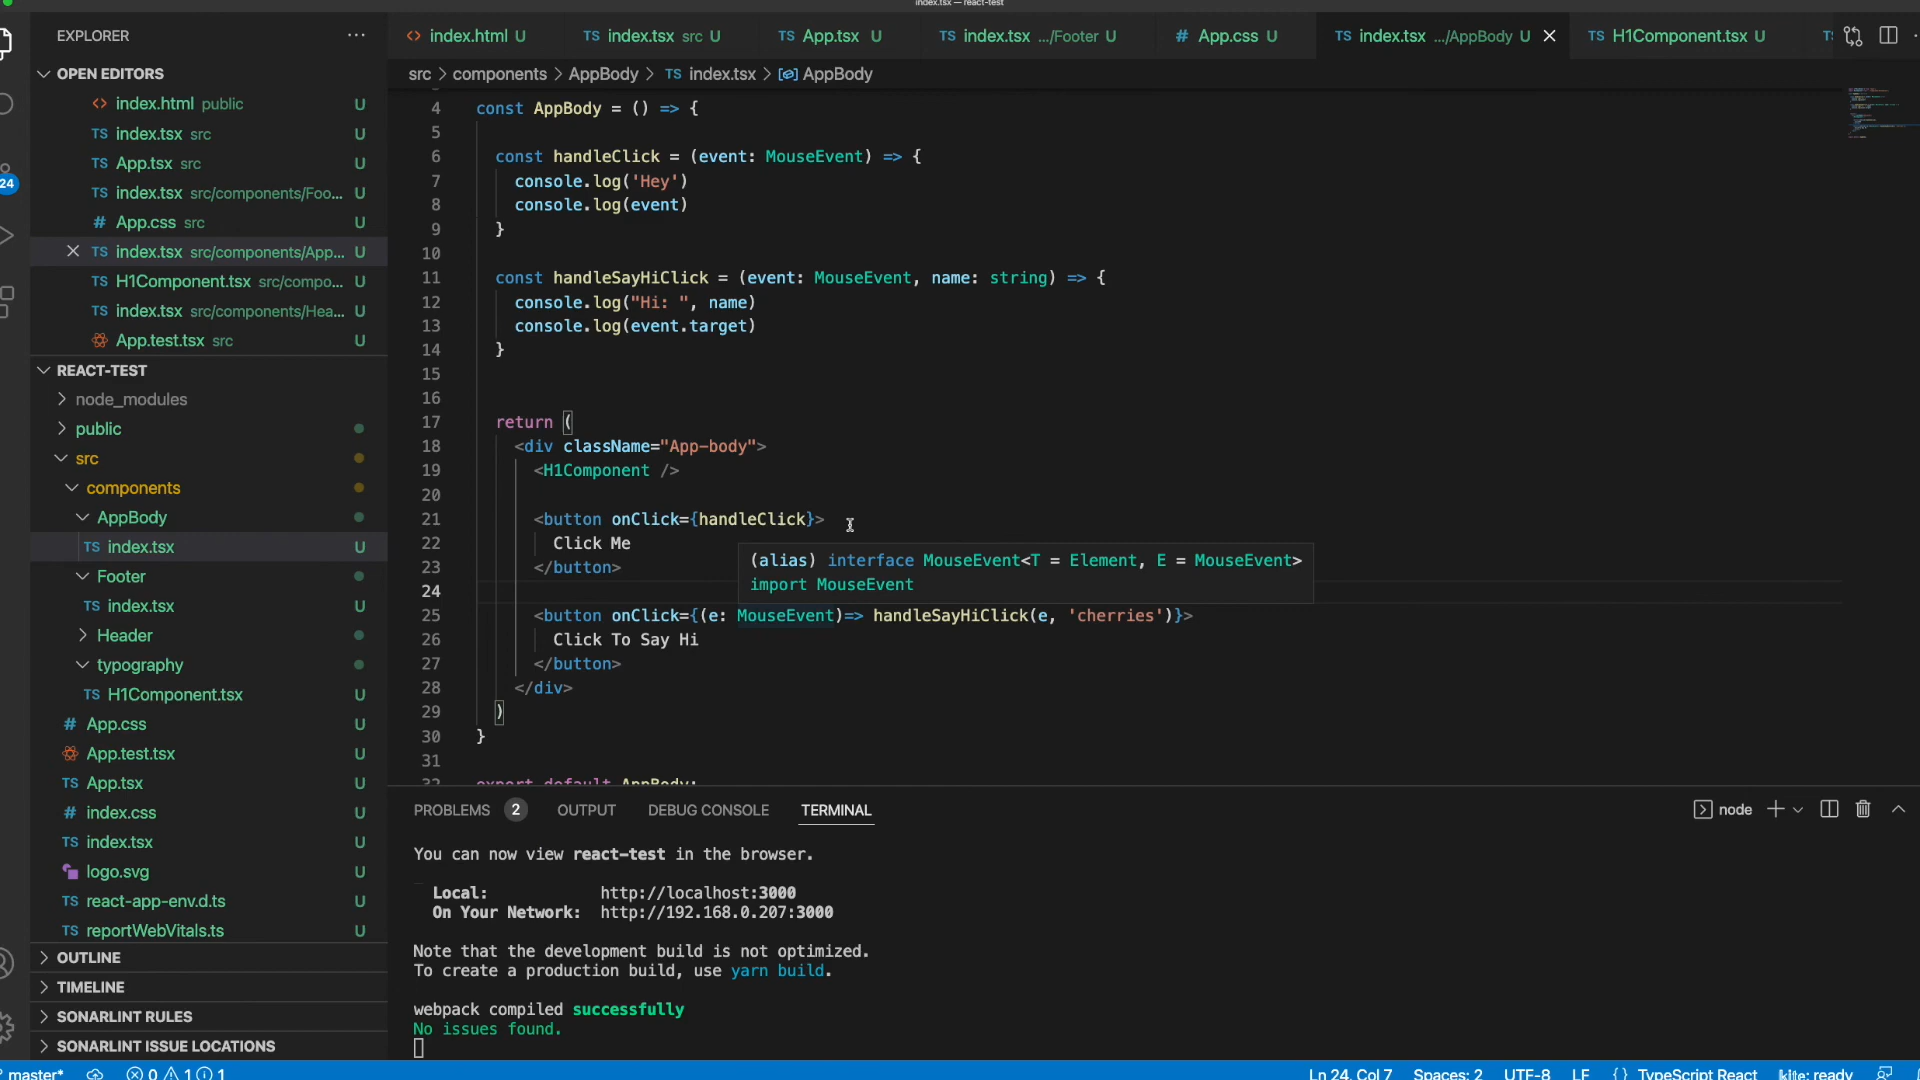 index.tsx — react-test
EXPLORER
OPEN EDITORS
index.html public U
index.tsx src U
App.tsx src U
index.tsx src/components/Foo... U
App.css src U
index.tsx src/components/App... U
H1Component.tsx src/compo... U
index.tsx src/components/Hea... U
App.test.tsx src U
REACT-TEST
node_modules
public
src
components
AppBody
TS index.tsx U
Footer
TS index.tsx U
Header
typography
TS H1Component.tsx U
# App.css U
App.test.tsx U
TS App.tsx U
# index.css U
TS index.tsx U
logo.svg U
TS react-app-env.d.ts U
TS reportWebVitals.ts U
OUTLINE
TIMELINE
SONARLINT RULES
SONARLINT ISSUE LOCATIONS
24
<> index.html U TS index.tsx src U TS App.tsx U TS index.tsx .../Footer U # App.css U TS index.tsx .../AppBody U TS H1Component.tsx U
src > components > AppBody > TS index.tsx > AppBody
4 const AppBody = () => {
5
6 const handleClick = (event: MouseEvent) => {
7 console.log('Hey')
8 console.log(event)
9 }
10
11 const handleSayHiClick = (event: MouseEvent, name: string) => {
12 console.log("Hi: ", name)
13 console.log(event.target)
14 }
15
16
17 return (
18 <div className="App-body">
19 <H1Component />
20
21 <button onClick={handleClick}>
22 Click Me
23 </button>
24
25 <button onClick={(e: MouseEvent)=> handleSayHiClick(e, 'cherries')}>
26 Click To Say Hi
27 </button>
28 </div>
29 )
30 }
31
32 export default AppBody;
(alias) interface MouseEvent<T = Element, E = MouseEvent>
import MouseEvent
PROBLEMS 2 OUTPUT DEBUG CONSOLE TERMINAL node
You can now view react-test in the browser.
Local: http://localhost:3000
On Your Network: http://192.168.0.207:3000
Note that the development build is not optimized.
To create a production build, use yarn build.
webpack compiled successfully
No issues found.
master* 0 1 1 Ln 24, Col 7 Spaces: 2 UTF-8 LF {} TypeScript React kite: ready